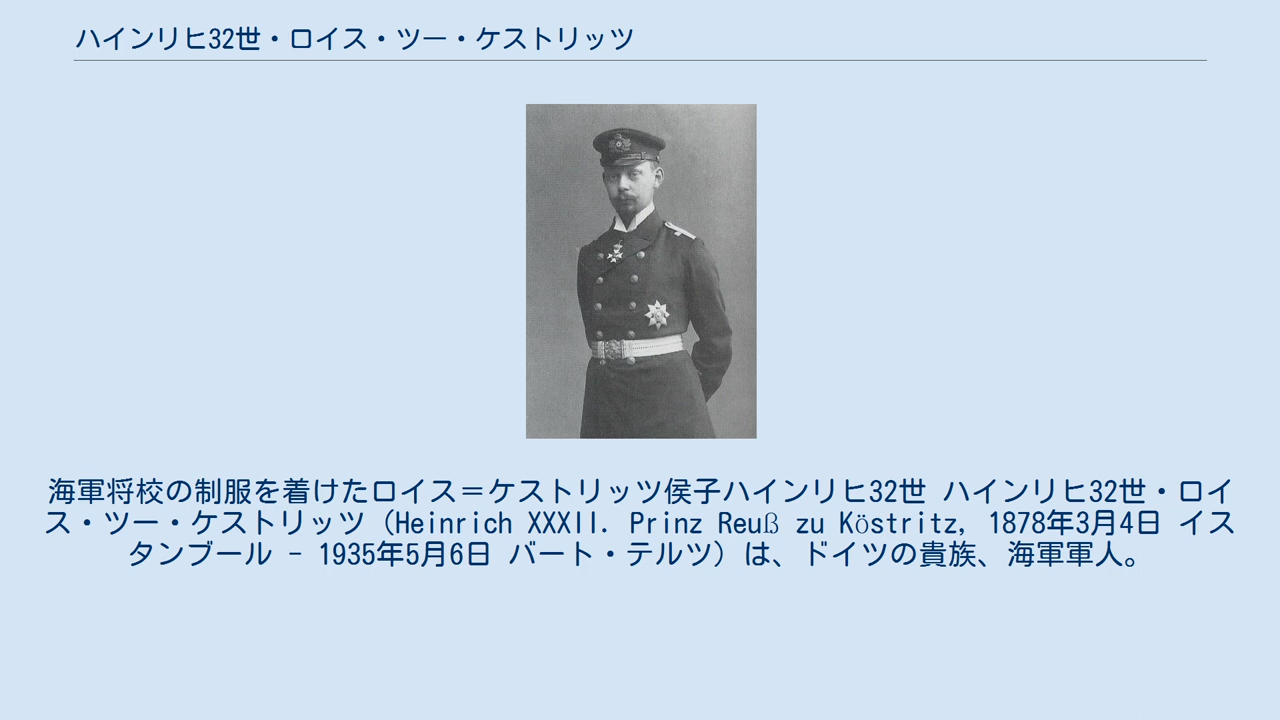 ハインリヒ32世・ロイス・ツー・ケストリッツ
海軍将校の制服を着けたロイス＝ケストリッツ侯子ハインリヒ32世 ハインリヒ32世・ロイ
ス・ツー・ケストリッツ（Heinrich XXXII. Prinz Reuß zu Köstritz, 1878年3月4日 イス
タンブール - 1935年5月6日 バート・テルツ）は、ドイツの貴族、海軍軍人。